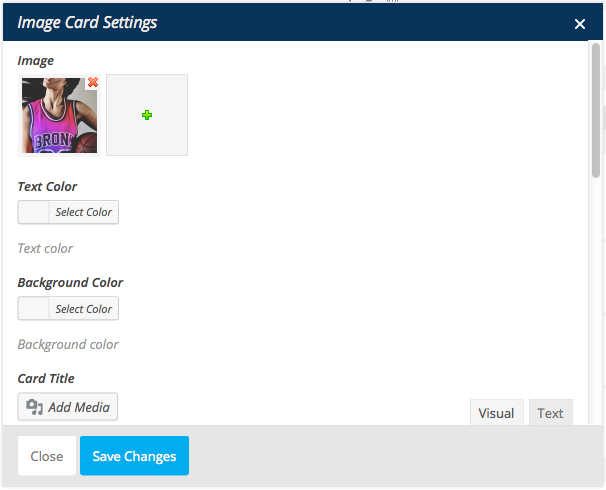 Image Card Settings
Image
BRON
Text Color
Select Color
Text color
Background Color
Select Color
Background color
Card Title
Add Media
Visual Text
Close Save Changes